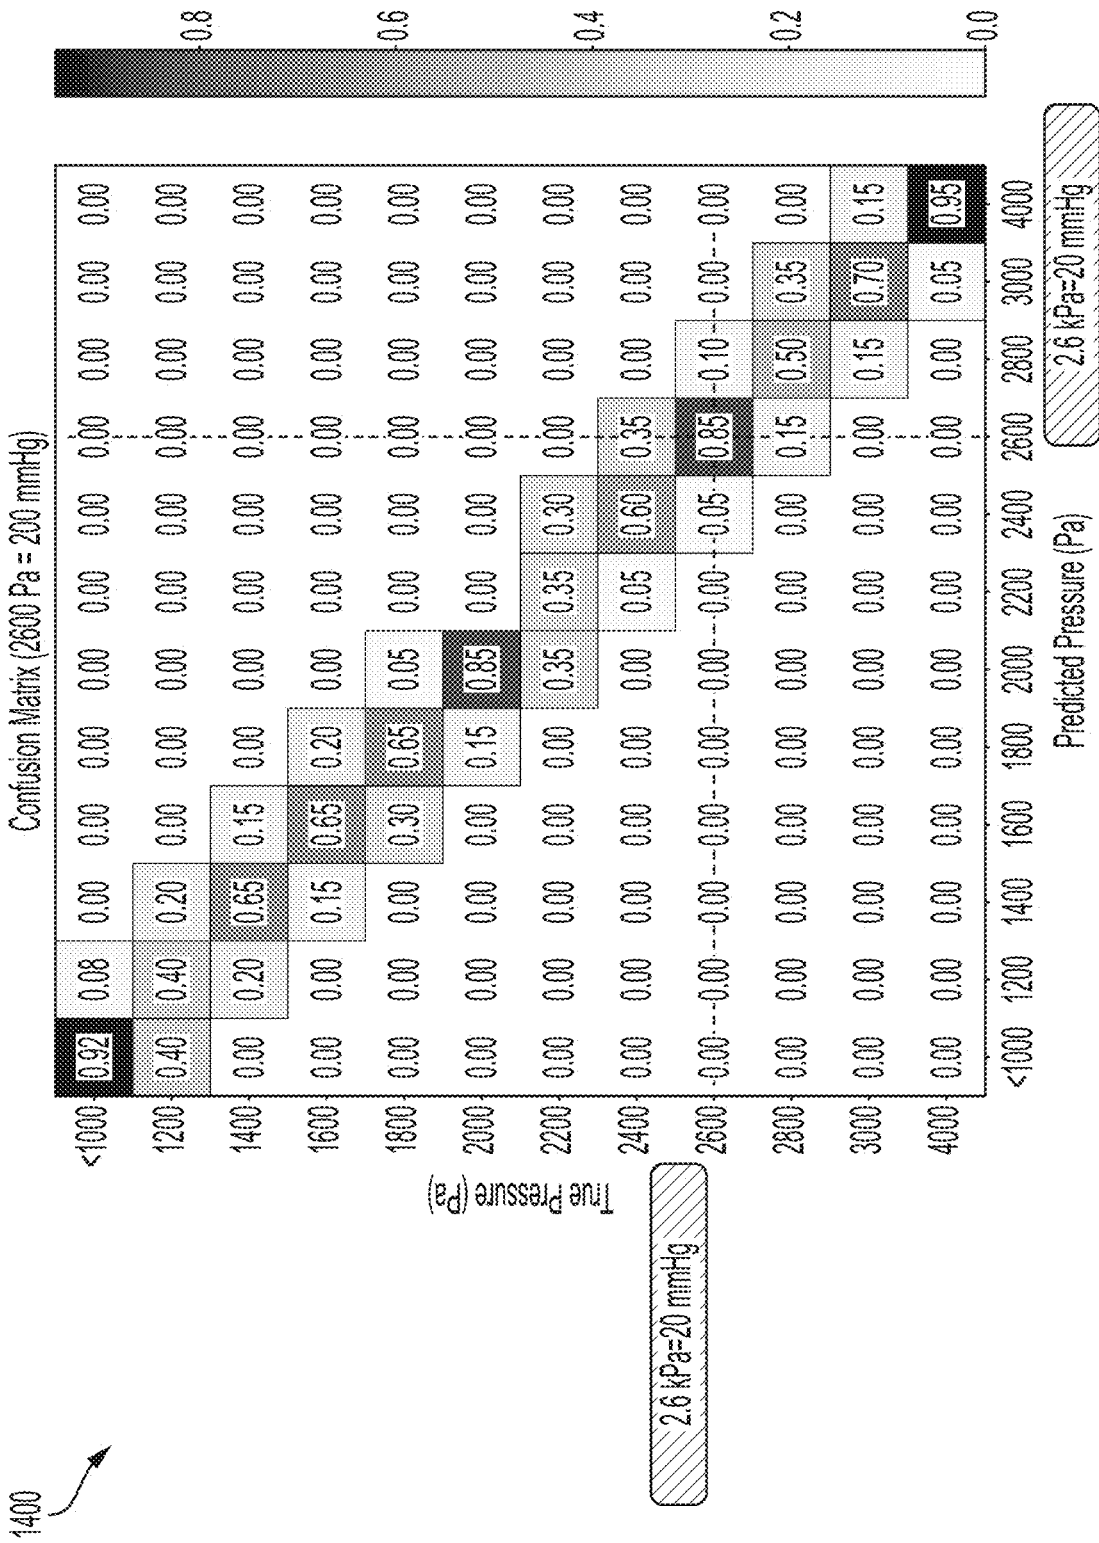 1400
Confusion Matrix (2600 Pa = 200 mmHg)
True Pressure (Pa)
2.6 kPa=20 mmHg
<1000 0.92 0.08 0.00 0.00 0.00 0.00 0.00 0.00 0.00 0.00 0.00 0.00
1200 0.40 0.40 0.20 0.00 0.00 0.00 0.00 0.00 0.00 0.00 0.00 0.00
1400 0.00 0.20 0.65 0.15 0.00 0.00 0.00 0.00 0.00 0.00 0.00 0.00
1600 0.00 0.00 0.15 0.65 0.20 0.00 0.00 0.00 0.00 0.00 0.00 0.00
1800 0.00 0.00 0.00 0.30 0.65 0.05 0.00 0.00 0.00 0.00 0.00 0.00
2000 0.00 0.00 0.00 0.00 0.15 0.85 0.00 0.00 0.00 0.00 0.00 0.00
2200 0.00 0.00 0.00 0.00 0.00 0.35 0.35 0.30 0.00 0.00 0.00 0.00
2400 0.00 0.00 0.00 0.00 0.00 0.00 0.05 0.60 0.35 0.00 0.00 0.00
2600 0.00 0.00 0.00 0.00 0.00 0.00 0.00 0.05 0.85 0.10 0.00 0.00
2800 0.00 0.00 0.00 0.00 0.00 0.00 0.00 0.00 0.15 0.50 0.35 0.00
3000 0.00 0.00 0.00 0.00 0.00 0.00 0.00 0.00 0.00 0.15 0.70 0.15
4000 0.00 0.00 0.00 0.00 0.00 0.00 0.00 0.00 0.00 0.00 0.05 0.95
<1000 1200 1400 1600 1800 2000 2200 2400 2600 2800 3000 4000
Predicted Pressure (Pa)
2.6 kPa=20 mmHg
0.8
0.6
0.4
0.2
0.0